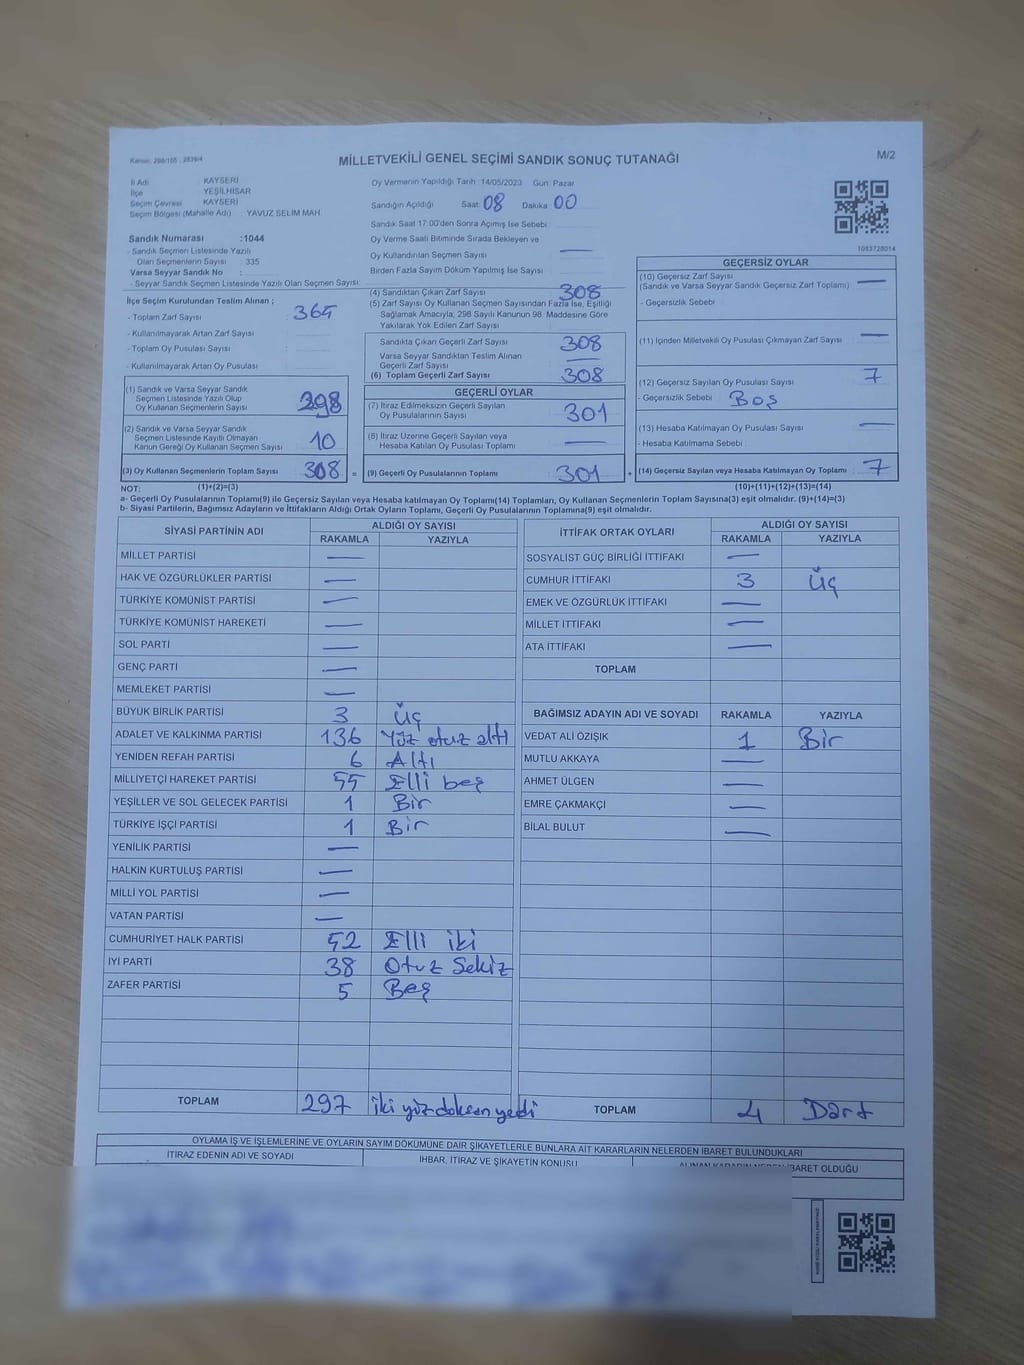 Kanun: 298/105 ; 2839/4
MİLLETVEKİLİ GENEL SEÇİMİ SANDIK SONUÇ TUTANAĞI
M/2
İl Adı : KAYSERİ
İlçe : YEŞİLHİSAR
Seçim Çevresi : KAYSERİ
Seçim Bölgesi (Mahalle Adı) : YAVUZ SELİM MAH.
Sandık Numarası :1044
- Sandık Seçmen Listesinde Yazılı
Olan Seçmenlerin Sayısı : 335
Varsa Seyyar Sandık No :
- Seyyar Sandık Seçmen Listesinde Yazılı Olan Seçmenlerin Sayısı:
İlçe Seçim Kurulundan Teslim Alınan ;
- Toplam Zarf Sayısı : 365
- Kullanılmayarak Artan Zarf Sayısı :
- Toplam Oy Pusulası Sayısı :
- Kullanılmayarak Artan Oy Pusulası :
(1) Sandık ve Varsa Seyyar Sandık
Seçmen Listesinde Yazılı Olup
Oy Kullanan Seçmenlerin Sayısı 298
(2) Sandık ve Varsa Seyyar Sandık
Seçmen Listesinde Kayıtlı Olmayan
Kanun Gereği Oy Kullanan Seçmen Sayısı 10
(3) Oy Kullanan Seçmenlerin Toplam Sayısı 308 =
Oy Vermenin Yapıldığı Tarih :14/05/2023 Gün: Pazar
Sandığın Açıldığı Saat: 08 Dakika: 00
Sandık Saat 17:00'den Sonra Açılmış İse Sebebi :
Oy Verme Saati Bitiminde Sırada Bekleyen ve
Oy Kullandırılan Seçmen Sayısı : —
Birden Fazla Sayım Döküm Yapılmış İse Sayısı :
(4) Sandıktan Çıkan Zarf Sayısı : 308
(5) Zarf Sayısı Oy Kullanan Seçmen Sayısından Fazla İse, Eşitliği
Sağlamak Amacıyla, 298 Sayılı Kanunun 98. Maddesine Göre
Yakılarak Yok Edilen Zarf Sayısı :
Sandıkta Çıkan Geçerli Zarf Sayısı : 308
Varsa Seyyar Sandıktan Teslim Alınan
Geçerli Zarf Sayısı : —
(6) Toplam Geçerli Zarf Sayısı : 308
GEÇERLİ OYLAR
(7) İtiraz Edilmeksizin Geçerli Sayılan
Oy Pusulalarının Sayısı : 301
(8) İtiraz Üzerine Geçerli Sayılan veya
Hesaba Katılan Oy Pusulası Toplamı : —
(9) Geçerli Oy Pusulalarının Toplamı : 301 +
1083728014
GEÇERSİZ OYLAR
(10) Geçersiz Zarf Sayısı
(Sandık ve Varsa Seyyar Sandık Geçersiz Zarf Toplamı) : —
- Geçersizlik Sebebi :
(11) İçinden Milletvekili Oy Pusulası Çıkmayan Zarf Sayısı : —
(12) Geçersiz Sayılan Oy Pusulası Sayısı : 7
- Geçersizlik Sebebi : Boş
(13) Hesaba Katılmayan Oy Pusulası Sayısı : —
- Hesaba Katılmama Sebebi :
(14) Geçersiz Sayılan veya Hesaba Katılmayan Oy Toplamı : 7
NOT: (1)+(2)=(3)
(10)+(11)+(12)+(13)=(14)
a- Geçerli Oy Pusulalarının Toplamı(9) ile Geçersiz Sayılan veya Hesaba katılmayan Oy Toplamı(14) Toplamları, Oy Kullanan Seçmenlerin Toplam Sayısına(3) eşit olmalıdır. (9)+(14)=(3)
b- Siyasi Partilerin, Bağımsız Adayların ve İttifakların Aldığı Ortak Oyların Toplamı, Geçerli Oy Pusulalarının Toplamına(9) eşit olmalıdır.
SİYASİ PARTİNİN ADI ALDIĞI OY SAYISI
RAKAMLA YAZIYLA
MİLLET PARTİSİ —
HAK VE ÖZGÜRLÜKLER PARTİSİ —
TÜRKİYE KOMÜNİST PARTİSİ —
TÜRKİYE KOMÜNİST HAREKETİ —
SOL PARTİ —
GENÇ PARTİ —
MEMLEKET PARTİSİ —
BÜYÜK BİRLİK PARTİSİ 3 üç
ADALET VE KALKINMA PARTİSİ 136 Yüz otuz altı
YENİDEN REFAH PARTİSİ 6 Altı
MİLLİYETÇİ HAREKET PARTİSİ 55 Elli beş
YEŞİLLER VE SOL GELECEK PARTİSİ 1 Bir
TÜRKİYE İŞÇİ PARTİSİ 1 Bir
YENİLİK PARTİSİ —
HALKIN KURTULUŞ PARTİSİ —
MİLLİ YOL PARTİSİ —
VATAN PARTİSİ —
CUMHURİYET HALK PARTİSİ 52 Elli iki
İYİ PARTİ 38 Otuz Sekiz
ZAFER PARTİSİ 5 Beş
TOPLAM 297 iki yüz doksan yedi
İTTİFAK ORTAK OYLARI ALDIĞI OY SAYISI
RAKAMLA YAZIYLA
SOSYALİST GÜÇ BİRLİĞİ İTTİFAKI —
CUMHUR İTTİFAKI 3 üç
EMEK VE ÖZGÜRLÜK İTTİFAKI —
MİLLET İTTİFAKI —
ATA İTTİFAKI —
TOPLAM
BAĞIMSIZ ADAYIN ADI VE SOYADI RAKAMLA YAZIYLA
VEDAT ALİ ÖZIŞIK 1 Bir
MUTLU AKKAYA —
AHMET ÜLGEN —
EMRE ÇAKMAKÇİ —
BİLAL BULUT —
TOPLAM 4 Dört
OYLAMA İŞ VE İŞLEMLERİNE VE OYLARIN SAYIM DÖKÜMÜNE DAİR ŞİKAYETLERLE BUNLARA AİT KARARLARIN NELERDEN İBARET BULUNDUKLARI
İTİRAZ EDENİN ADI VE SOYADI İHBAR, İTİRAZ VE ŞİKAYETİN KONUSU ALINAN KARARIN NEDEN İBARET OLDUĞU